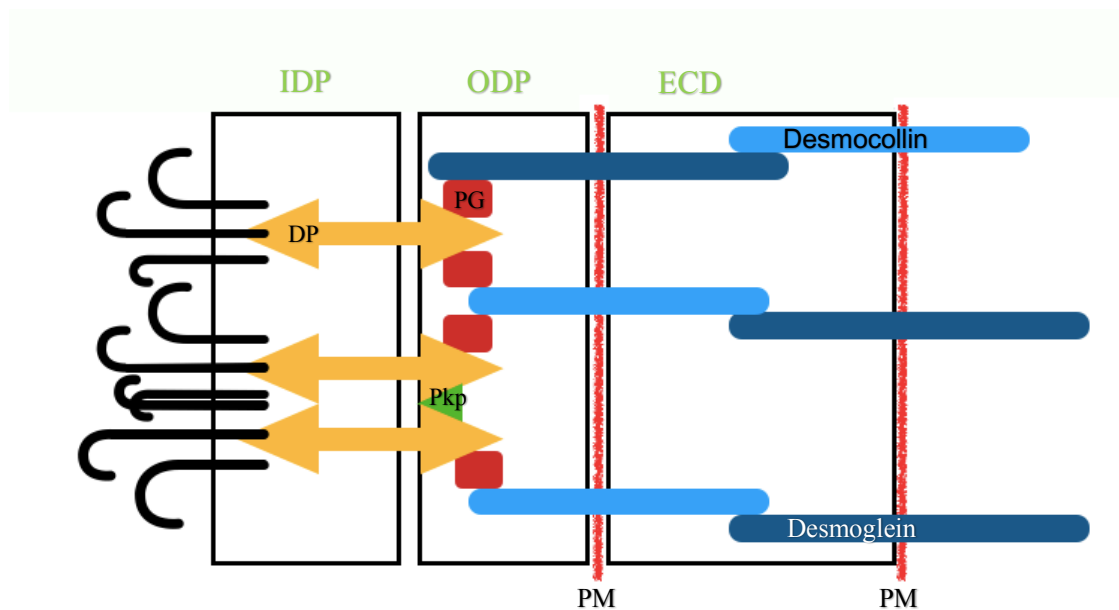 IDP
ODP
ECD
Desmocollin
PG
DP
Pkp
Desmoglein
PM
PM